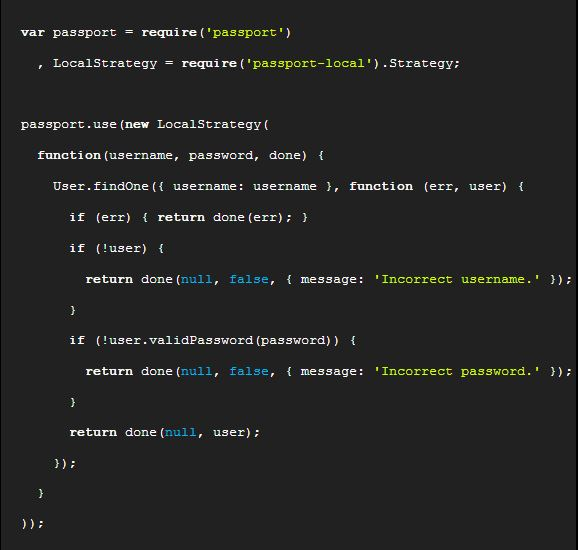 var passport = require('passport')
  , LocalStrategy = require('passport-local').Strategy;

passport.use(new LocalStrategy(
  function(username, password, done) {
    User.findOne({ username: username }, function (err, user) {
      if (err) { return done(err); }
      if (!user) {
        return done(null, false, { message: 'Incorrect username.' });
      }
      if (!user.validPassword(password)) {
        return done(null, false, { message: 'Incorrect password.' });
      }
      return done(null, user);
    });
  }
));